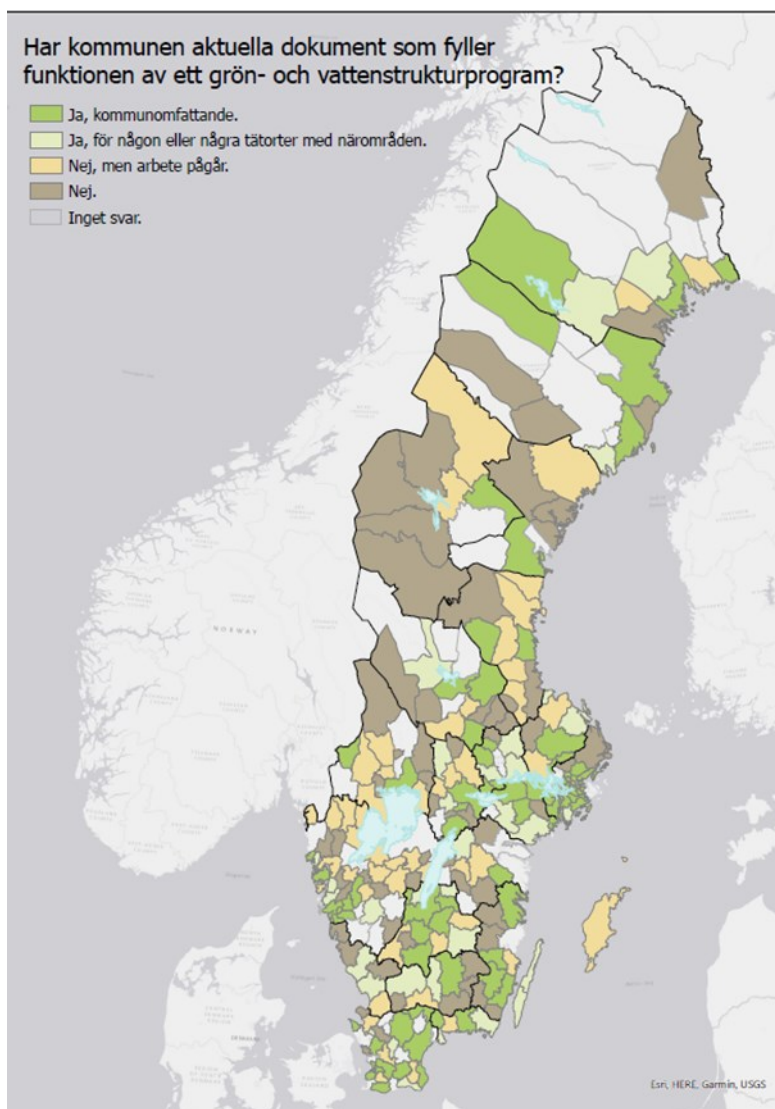 Har kommunen aktuella dokument som fyller
funktionen av ett grön- och vattenstrukturprogram?
Ja, kommunomfattande.
Ja, för någon eller några tätorter med närområden.
Nej, men arbete pågår.
Nej.
Inget svar.
NORWAY
DENMARK
Esri, HERE, Garmin, USGS